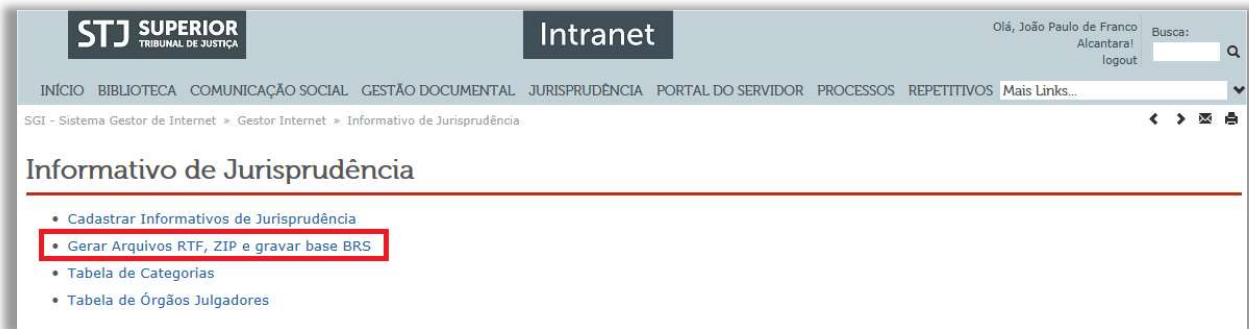 STJ SUPERIOR
TRIBUNAL DE JUSTIÇA
Intranet
Olá, João Paulo de Franco
Alcantara!
logout
Busca:
INÍCIO BIBLIOTECA COMUNICAÇÃO SOCIAL GESTÃO DOCUMENTAL JURISPRUDÊNCIA PORTAL DO SERVIDOR PROCESSOS REPETITIVOS Mais Links...
SGI - Sistema Gestor de Internet » Gestor Internet » Informativo de Jurisprudência
Informativo de Jurisprudência
• Cadastrar Informativos de Jurisprudência
• Gerar Arquivos RTF, ZIP e gravar base BRS
• Tabela de Categorias
• Tabela de Órgãos Julgadores